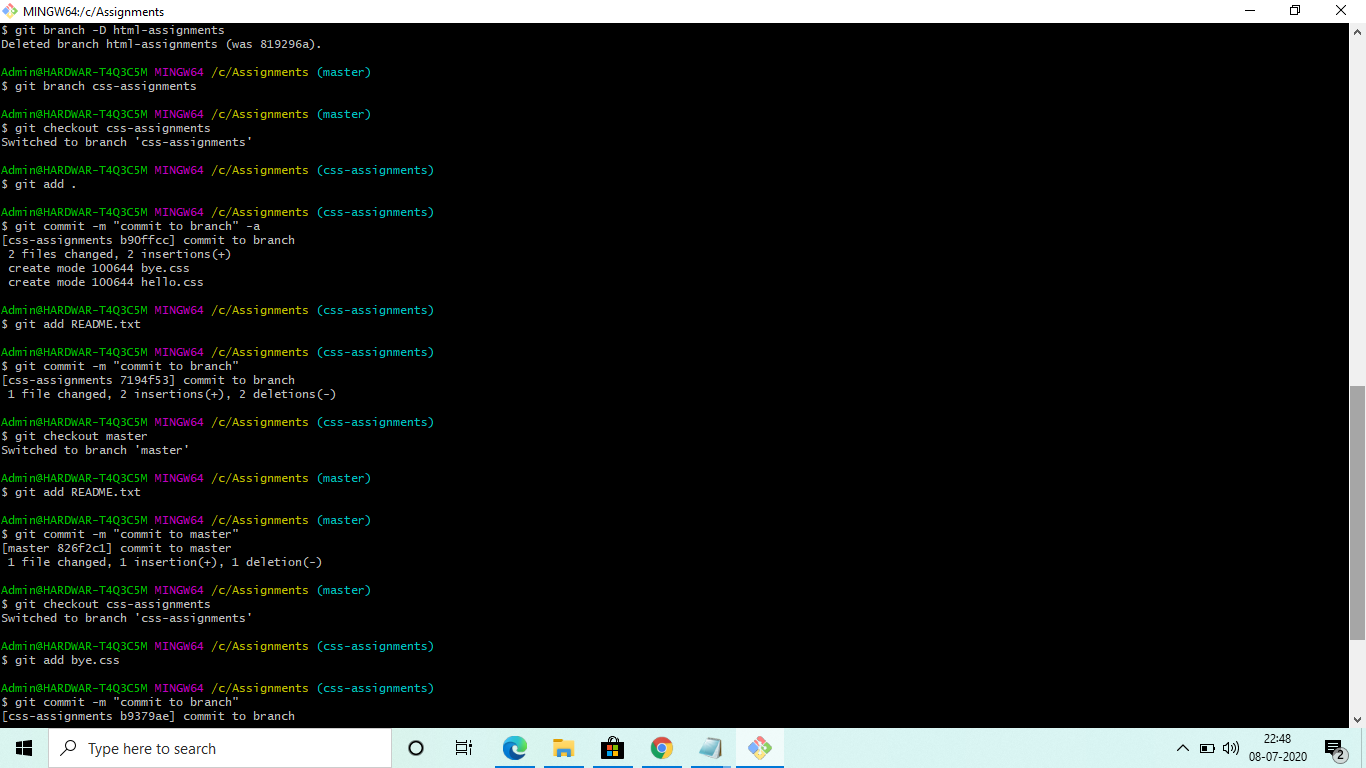 MINGW64:/c/Assignments
$ git branch -D html-assignments
Deleted branch html-assignments (was 819296a).
Admin@HARDWAR-T4Q3C5M MINGW64 /c/Assignments (master)
$ git branch css-assignments
Admin@HARDWAR-T4Q3C5M MINGW64 /c/Assignments (master)
$ git checkout css-assignments
Switched to branch 'css-assignments'
Admin@HARDWAR-T4Q3C5M MINGW64 /c/Assignments (css-assignments)
$ git add .
Admin@HARDWAR-T4Q3C5M MINGW64 /c/Assignments (css-assignments)
$ git commit -m "commit to branch" -a
[css-assignments b90ffcc] commit to branch
2 files changed, 2 insertions(+)
create mode 100644 bye.css
create mode 100644 hello.css
Admin@HARDWAR-T4Q3C5M MINGW64 /c/Assignments (css-assignments)
$ git add README.txt
Admin@HARDWAR-T4Q3C5M MINGW64 /c/Assignments (css-assignments)
$ git commit -m "commit to branch"
[css-assignments 7194f53] commit to branch
1 file changed, 2 insertions(+), 2 deletions(-)
Admin@HARDWAR-T4Q3C5M MINGW64 /c/Assignments (css-assignments)
$ git checkout master
Switched to branch 'master'
Admin@HARDWAR-T4Q3C5M MINGW64 /c/Assignments (master)
$ git add README.txt
Admin@HARDWAR-T4Q3C5M MINGW64 /c/Assignments (master)
$ git commit -m "commit to master"
[master 826f2c1] commit to master
1 file changed, 1 insertion(+), 1 deletion(-)
Admin@HARDWAR-T4Q3C5M MINGW64 /c/Assignments (master)
$ git checkout css-assignments
Switched to branch 'css-assignments'
Admin@HARDWAR-T4Q3C5M MINGW64 /c/Assignments (css-assignments)
$ git add bye.css
Admin@HARDWAR-T4Q3C5M MINGW64 /c/Assignments (css-assignments)
$ git commit -m "commit to branch"
[css-assignments b9379ae] commit to branch
Type here to search
22:48
08-07-2020
2